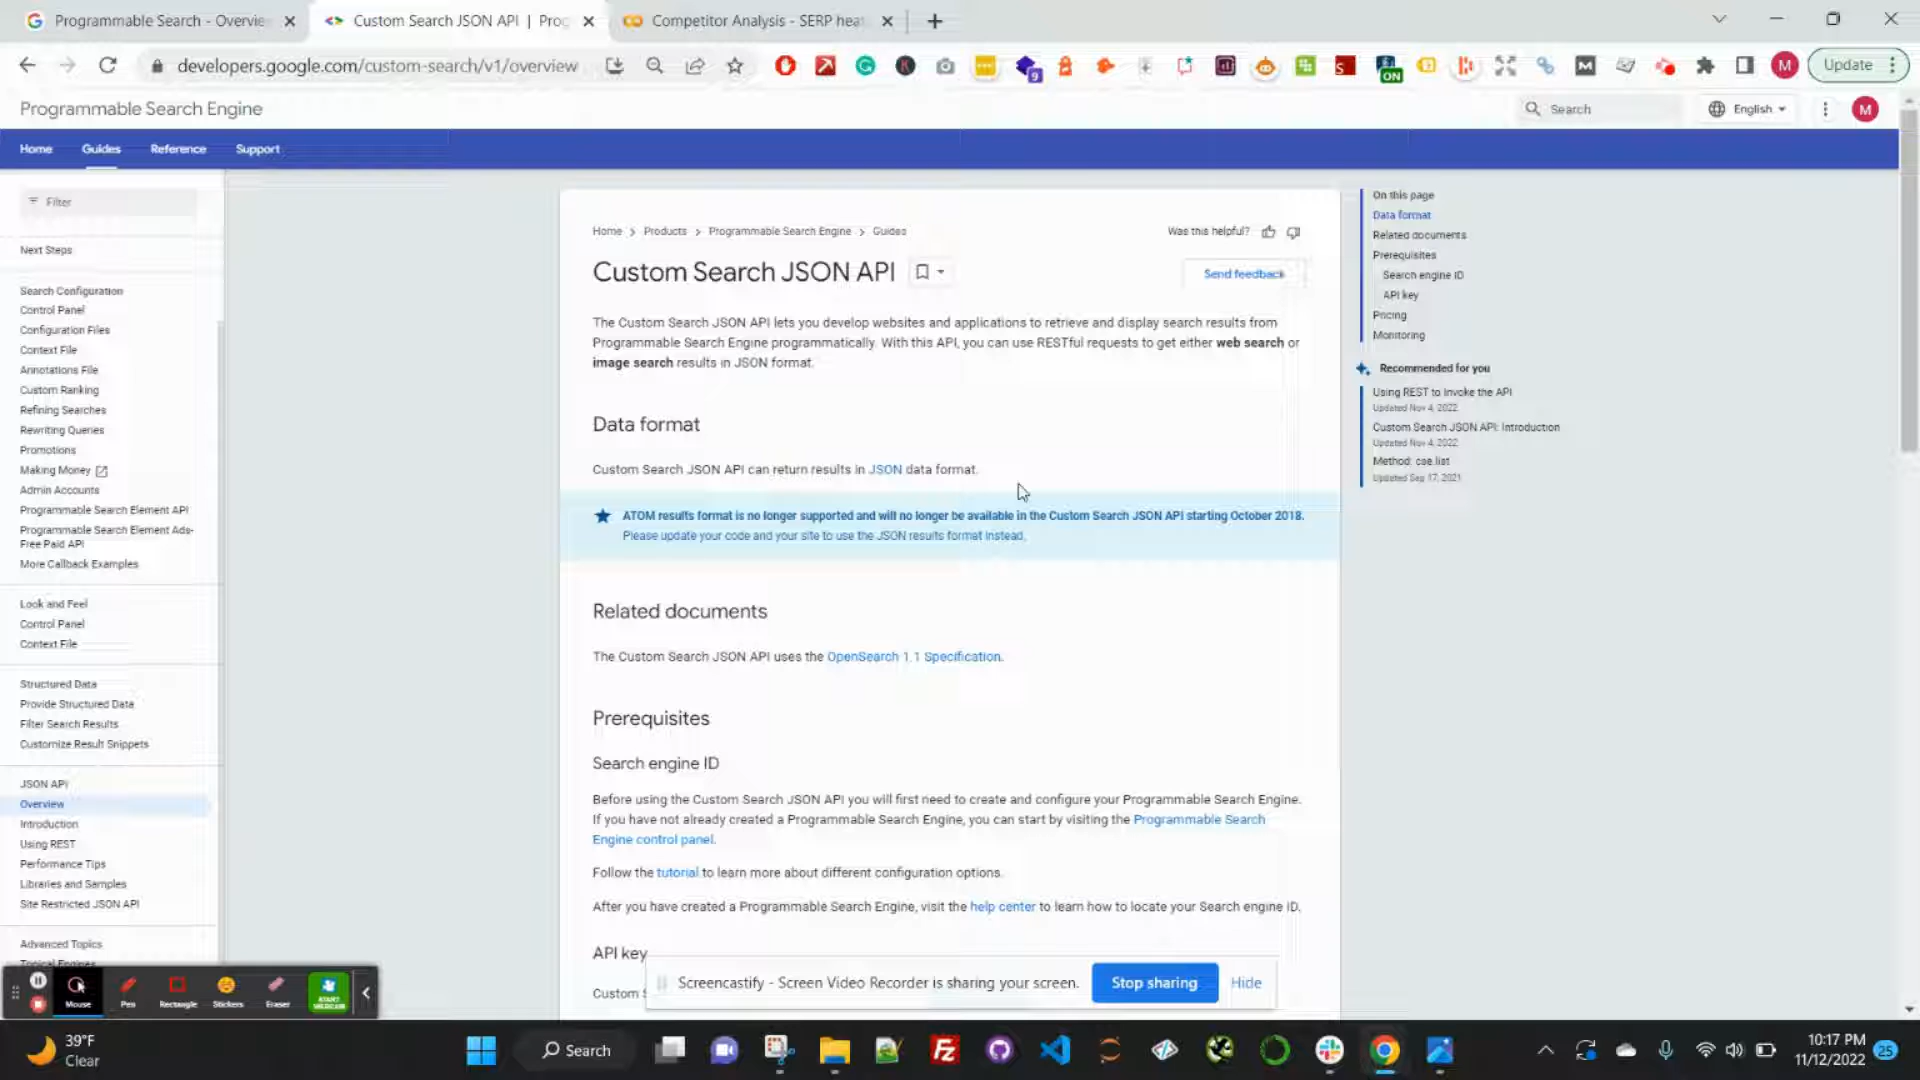 Programmable Search - Overvie
Custom Search JSON API | Prog
Competitor Analysis - SERP heat
developers.google.com/custom-search/v1/overview
9
ON
M
Update
Programmable Search Engine
Search
English
M
Home
Guides
Reference
Support
Filter
Next Steps
Search Configuration
Control Panel
Configuration Files
Context File
Annotations File
Custom Ranking
Refining Searches
Rewriting Queries
Promotions
Making Money
Admin Accounts
Programmable Search Element API
Programmable Search Element Ads-
Free Paid API
More Callback Examples
Look and Feel
Control Panel
Context File
Structured Data
Provide Structured Data
Filter Search Results
Customize Result Snippets
JSON API
Overview
Introduction
Using REST
Performance Tips
Libraries and Samples
Site Restricted JSON API
Advanced Topics
Topical Engines
Home > Products > Programmable Search Engine > Guides
Was this helpful?
Custom Search JSON API
Send feedback
The Custom Search JSON API lets you develop websites and applications to retrieve and display search results from
Programmable Search Engine programmatically. With this API, you can use RESTful requests to get either web search or
image search results in JSON format.
Data format
Custom Search JSON API can return results in JSON data format.
ATOM results format is no longer supported and will no longer be available in the Custom Search JSON API starting October 2018.
Please update your code and your site to use the JSON results format instead.
Related documents
The Custom Search JSON API uses the OpenSearch 1.1 Specification.
Prerequisites
Search engine ID
Before using the Custom Search JSON API you will first need to create and configure your Programmable Search Engine.
If you have not already created a Programmable Search Engine, you can start by visiting the Programmable Search
Engine control panel.
Follow the tutorial to learn more about different configuration options.
After you have created a Programmable Search Engine, visit the help center to learn how to locate your Search engine ID.
API key
Custom
On this page
Data format
Related documents
Prerequisites
Search engine ID
API key
Pricing
Monitoring
Recommended for you
Using REST to Invoke the API
Updated Nov 4, 2022
Custom Search JSON API: Introduction
Updated Nov 4, 2022
Method: cse.list
Updated Sep 17, 2021
Mouse
Pen
Rectangle
Stickers
Eraser
START WEBCAM
Screencastify - Screen Video Recorder is sharing your screen.
Stop sharing
Hide
39°F
Clear
Search
10:17 PM
11/12/2022
25